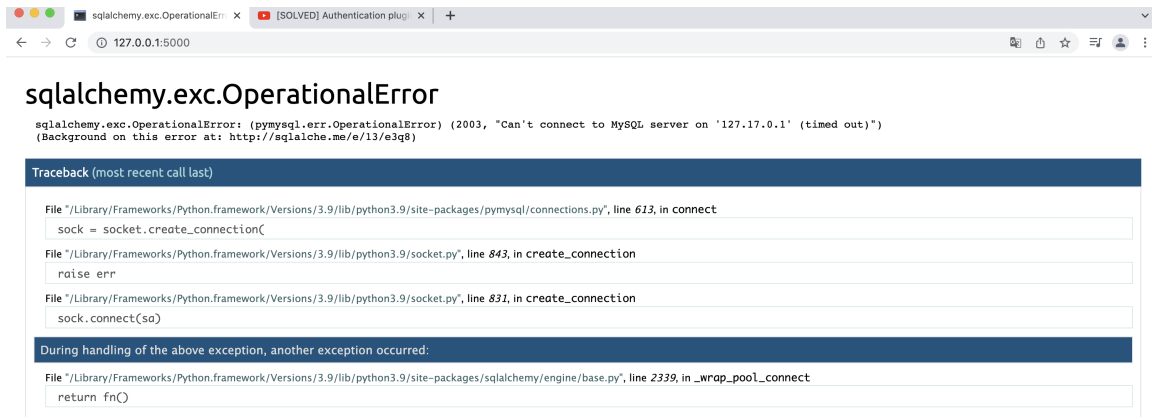 sqlalchemy.exc.OperationalErr
[SOLVED] Authentication plugi
127.0.0.1:5000
sqlalchemy.exc.OperationalError
sqlalchemy.exc.OperationalError: (pymysql.err.OperationalError) (2003, "Can't connect to MySQL server on '127.17.0.1' (timed out)")
(Background on this error at: http://sqlalche.me/e/13/e3q8)
Traceback (most recent call last)
File "/Library/Frameworks/Python.framework/Versions/3.9/lib/python3.9/site-packages/pymysql/connections.py", line 613, in connect
sock = socket.create_connection(
File "/Library/Frameworks/Python.framework/Versions/3.9/lib/python3.9/socket.py", line 843, in create_connection
raise err
File "/Library/Frameworks/Python.framework/Versions/3.9/lib/python3.9/socket.py", line 831, in create_connection
sock.connect(sa)
During handling of the above exception, another exception occurred:
File "/Library/Frameworks/Python.framework/Versions/3.9/lib/python3.9/site-packages/sqlalchemy/engine/base.py", line 2339, in _wrap_pool_connect
return fn()